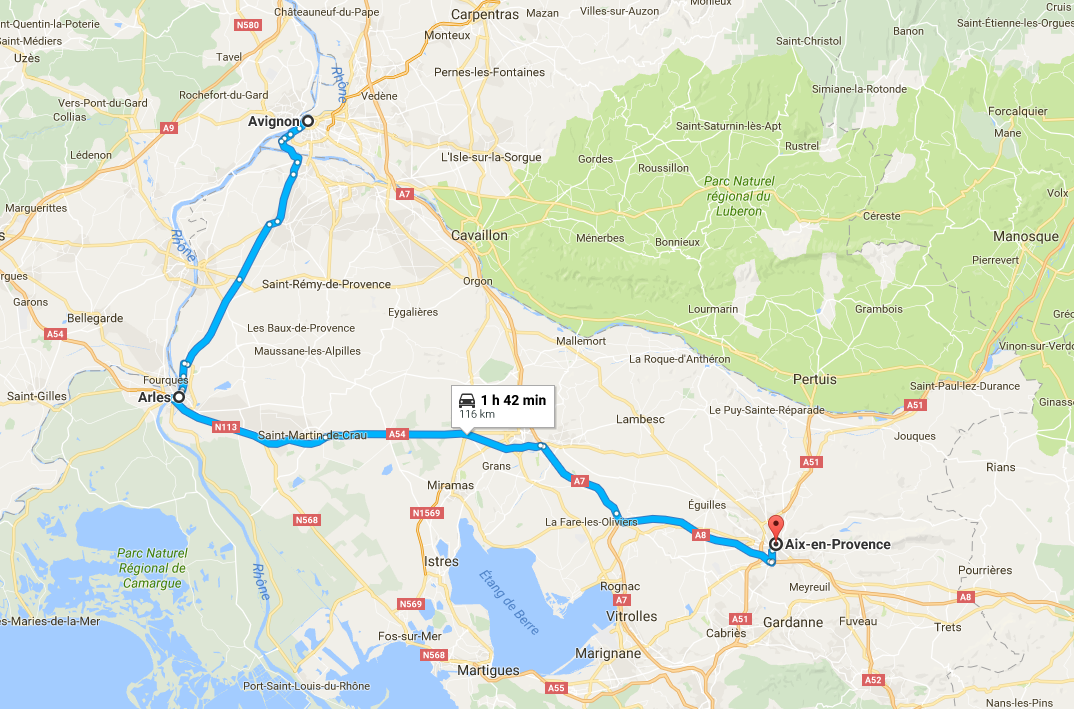 Châteauneuf-du-Pape
Carpentras
Mazan
Villes-sur-Auzon
nt-Quentin-la-Poterie
N580
Banon
Saint-Étienne-les-Orgues
Saint-Médiers
Monteux
Saint-Christol
Uzès
Tavel
Pernes-les-Fontaines
Rhône
Rochefort-du-Gard
Vedène
Simiane-la-Rotonde
Vers-Pont-du-Gard
Collias
Forcalquier
Avignon
A9
Saint-Saturnin-lès-Apt
Mane
Lédenon
L'Isle-sur-la-Sorgue
Gordes
Rustrel
Roussillon
A7
Parc Naturel
régional du
Luberon
Volx
Marguerittes
Céreste
Rhône
Cavaillon
Ménerbes
Bonnieux
Manosque
Pierrevert
rgues
Saint-Rémy-de-Provence
Orgon
Garons
Eygalières
Lourmarin
Grambois
Bellegarde
Les Baux-de-Provence
A54
Mallemort
Vinon-sur-Verdo
Maussane-les-Alpilles
La Roque-d'Anthéron
Fourques
Pertuis
Saint-Paul-lez-Durance
Saint-Gilles
Arles
1 h 42 min
116 km
Ginasse
A51
Le Puy-Sainte-Réparade
Lambesc
N113
Saint-Martin-de-Crau
A54
Jouques
A51
Grans
Rians
Miramas
A7
N568
N1569
Éguilles
La Fare-les-Oliviers
A8
Aix-en-Provence
Parc Naturel
Régional de
Camargue
Istres
Étang de Berre
Rhône
Pourrières
Rognac
Meyreuil
A7
N569
A8
es-Maries-de-la-Mer
Vitrolles
A51
Gardanne
Fuveau
Trets
Fos-sur-Mer
Cabriès
N568
Marignane
Martigues
A52
Port-Saint-Louis-du-Rhône
A55
Nans-les-Pins